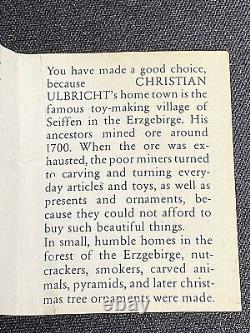 You have made a good choice,
because CHRISTIAN
ULBRICHT's home town is the
famous toy-making village of
Seiffen in the Erzgebirge. His
ancestors mined ore around
1700. When the ore was ex-
hausted, the poor miners turned
to carving and turning every-
day articles and toys, as well as
presents and ornaments, be-
cause they could not afford to
buy such beautiful things.
In small, humble homes in the
forest of the Erzgebirge, nut-
crackers, smokers, carved ani-
mals, pyramids, and later christ-
mas tree ornaments were made.
ebay